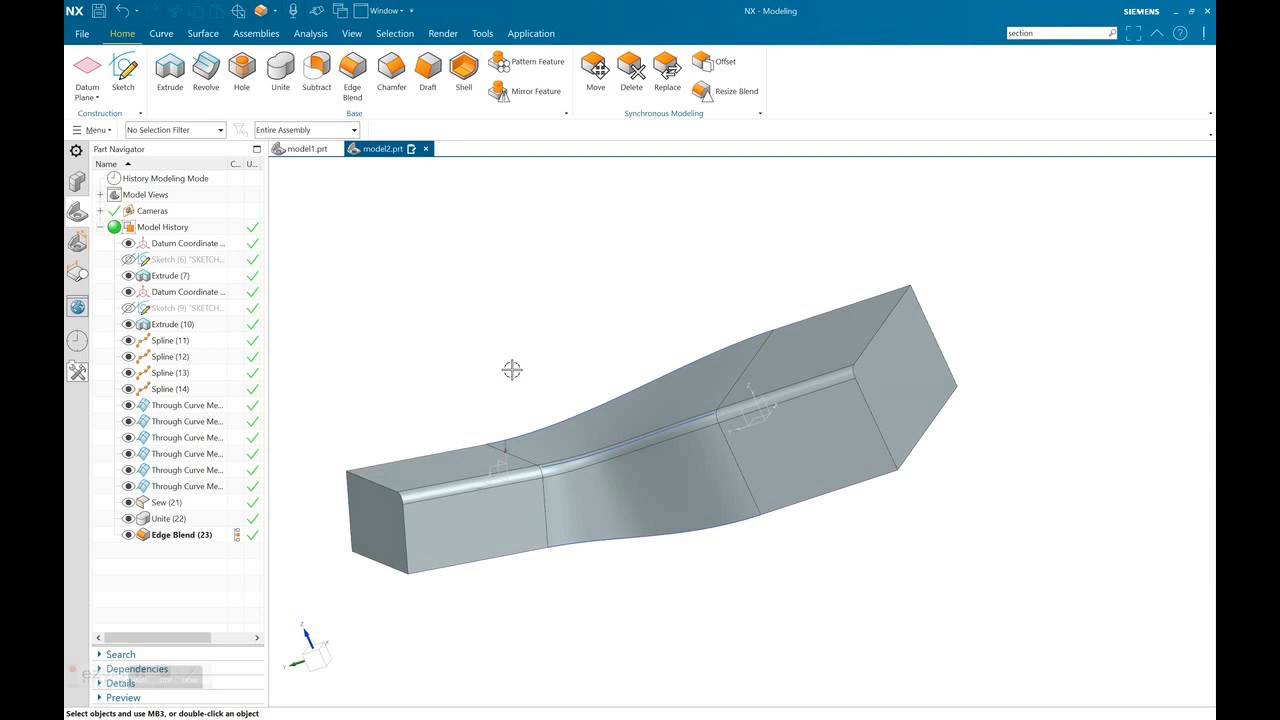 NX Window NX - Modeling SIEMENS
File Home Curve Surface Assemblies Analysis View Selection Render Tools Application section
Datum Plane Sketch Extrude Revolve Hole Unite Subtract Edge Blend Chamfer Draft Shell Pattern Feature Mirror Feature Move Delete Replace Offset Resize Blend
Construction Base Synchronous Modeling
Menu No Selection Filter Entire Assembly
Part Navigator model1.prt model2.prt
Name C... U...
History Modeling Mode
Model Views
Cameras
Model History
Datum Coordinate ...
Sketch (6) "SKETCH...
Extrude (7)
Datum Coordinate ...
Sketch (9) "SKETCH...
Extrude (10)
Spline (11)
Spline (12)
Spline (13)
Spline (14)
Through Curve Me...
Through Curve Me...
Through Curve Me...
Through Curve Me...
Through Curve Me...
Through Curve Me...
Sew (21)
Unite (22)
Edge Blend (23)
Search
Dependencies
Details
Preview
Select objects and use MB3, or double-click an object